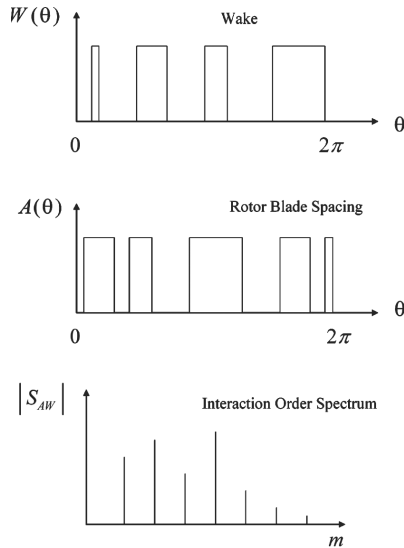 W(θ)
Wake
θ
0
2π
A(θ)
Rotor Blade Spacing
θ
0
2π
|S_AW|
Interaction Order Spectrum
m